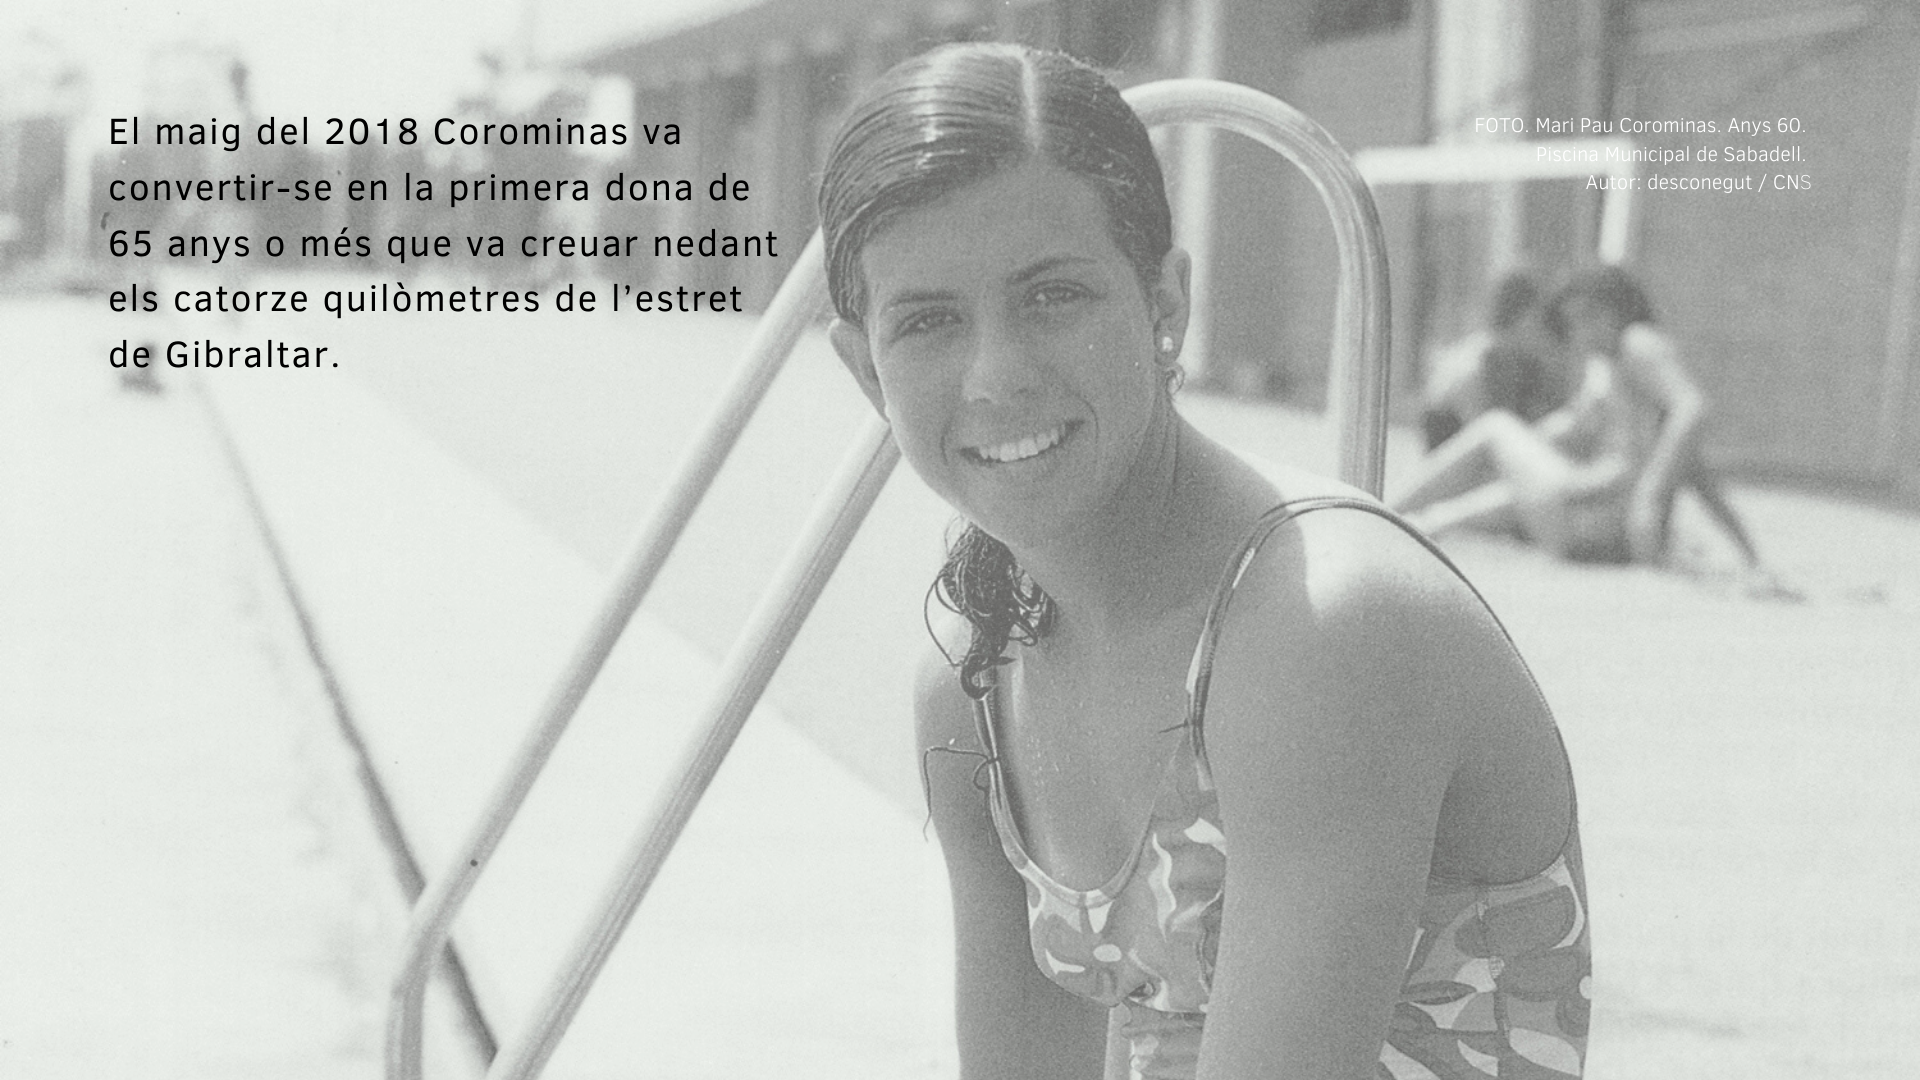 El maig del 2018 Corominas va
convertir-se en la primera dona de
65 anys o més que va creuar nedant
els catorze quilòmetres de l’estret
de Gibraltar.
FOTO. Mari Pau Corominas. Anys 60.
Piscina Municipal de Sabadell.
Autor: desconegut / CNS